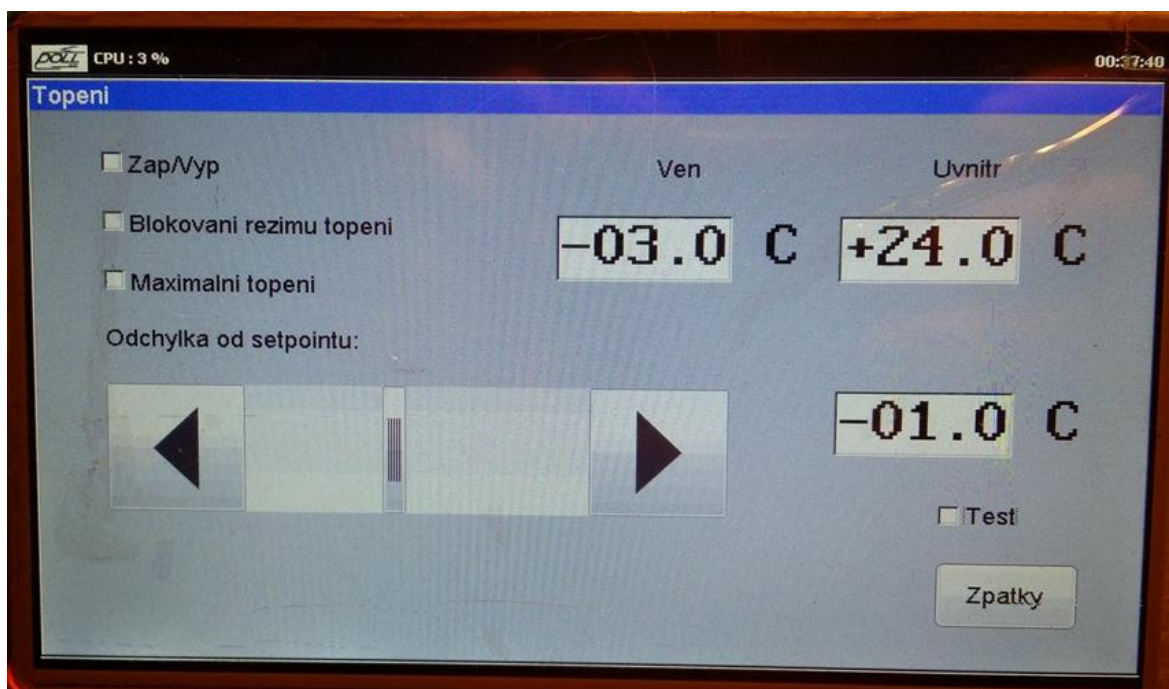 POLL CPU : 3 % 00:37:40
Topeni
Zap/Vyp Ven Uvnitr
Blokovani rezimu topeni
-03.0 C +24.0 C
Maximalni topeni
Odchylka od setpointu:
-01.0 C
Test
Zpatky